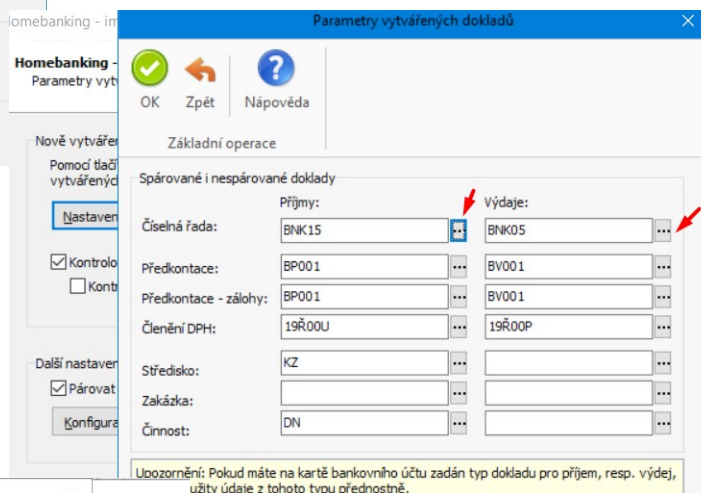 Homebanking - im
Parametry vytvářených dokladů
Homebanking -
Parametry vytv
OK
Zpět
Nápověda
Základní operace
Nově vytvářen
Pomocí tlačí
vytvářených
Nastaven
Kontrolo
Kont
Další nastaven
Párovat
Konfigura
Spárované i nespárované doklady
Příjmy:
Výdaje:
Číselná řada:
BNK15
...
BNK05
...
Předkontace:
BP001
...
BV001
...
Předkontace - zálohy:
BP001
...
BV001
...
Členění DPH:
19Ř00U
...
19Ř00P
...
Středisko:
KZ
...
...
Zakázka:
...
...
Činnost:
DN
...
...
Upozornění: Pokud máte na kartě bankovního účtu zadán typ dokladu pro příjem, resp. výdej,
užity údaje z tohoto typu přednostně.